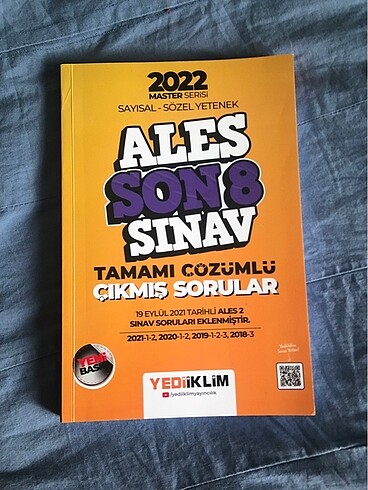 2022
MASTER SERİSİ
SAYISAL - SÖZEL YETENEK
ALES
SON 8
SINAV
TAMAMI ÇÖZÜMLÜ
ÇIKMIŞ SORULAR
19 EYLÜL 2021 TARİHLİ ALES 2
SINAV SORULARI EKLENMİŞTİR.
2021-1-2, 2020-1-2, 2019-1-2-3, 2018-3
YENİ
BASKI
YEDİİKLİM
/yediiklimyayıncılık